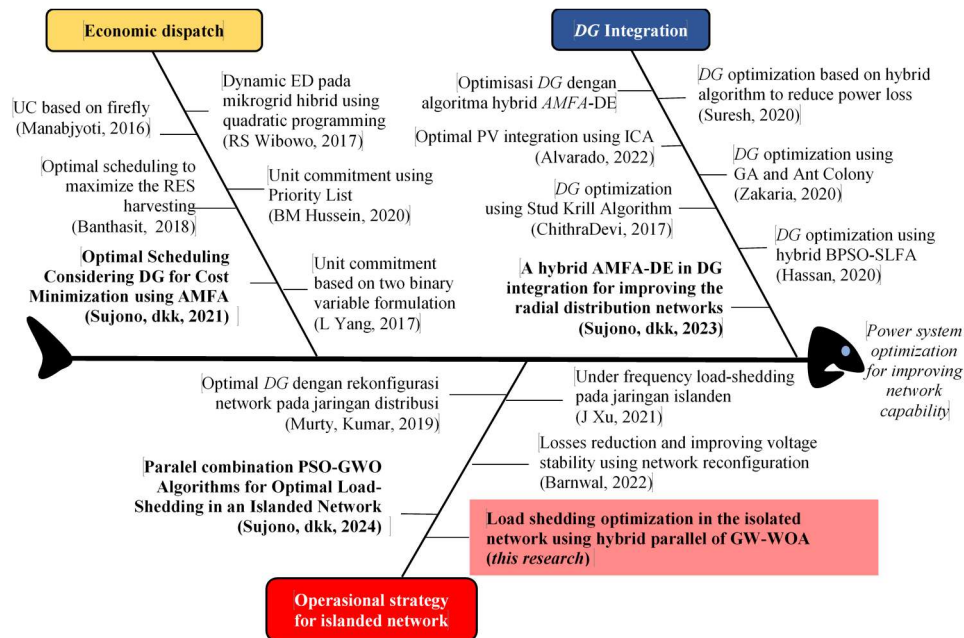 Economic dispatch
UC based on firefly
(Manabjyoti, 2016)
Dynamic ED pada
mikrogrid hibrid using
quadratic programming
(RS Wibowo, 2017)
Optimal scheduling to
maximize the RES
harvesting
(Banthasit, 2018)
Unit commitment using
Priority List
(BM Hussein, 2020)
Optimal Scheduling
Considering DG for Cost
Minimization using AMFA
(Sujono, dkk, 2021)
Unit commitment
based on two binary
variable formulation
(L Yang, 2017)
DG Integration
Optimisasi DG dengan
algoritma hybrid AMFA-DE
DG optimization based on hybrid
algorithm to reduce power loss
(Suresh, 2020)
Optimal PV integration using ICA
(Alvarado, 2022)
DG optimization using
GA and Ant Colony
(Zakaria, 2020)
DG optimization
using Stud Krill Algorithm
(ChithraDevi, 2017)
DG optimization using
hybrid BPSO-SLFA
(Hassan, 2020)
A hybrid AMFA-DE in DG
integration for improving the
radial distribution networks
(Sujono, dkk, 2023)
Power system
optimization
for improving
network
capability
Optimal DG dengan rekonfigurasi
network pada jaringan distribusi
(Murty, Kumar, 2019)
Under frequency load-shedding
pada jaringan islanden
(J Xu, 2021)
Paralel combination PSO-GWO
Algorithms for Optimal Load-
Shedding in an Islanded Network
(Sujono, dkk, 2024)
Losses reduction and improving voltage
stability using network reconfiguration
(Barnwal, 2022)
Load shedding optimization in the isolated
network using hybrid parallel of GW-WOA
(this research)
Operasional strategy
for islanded network